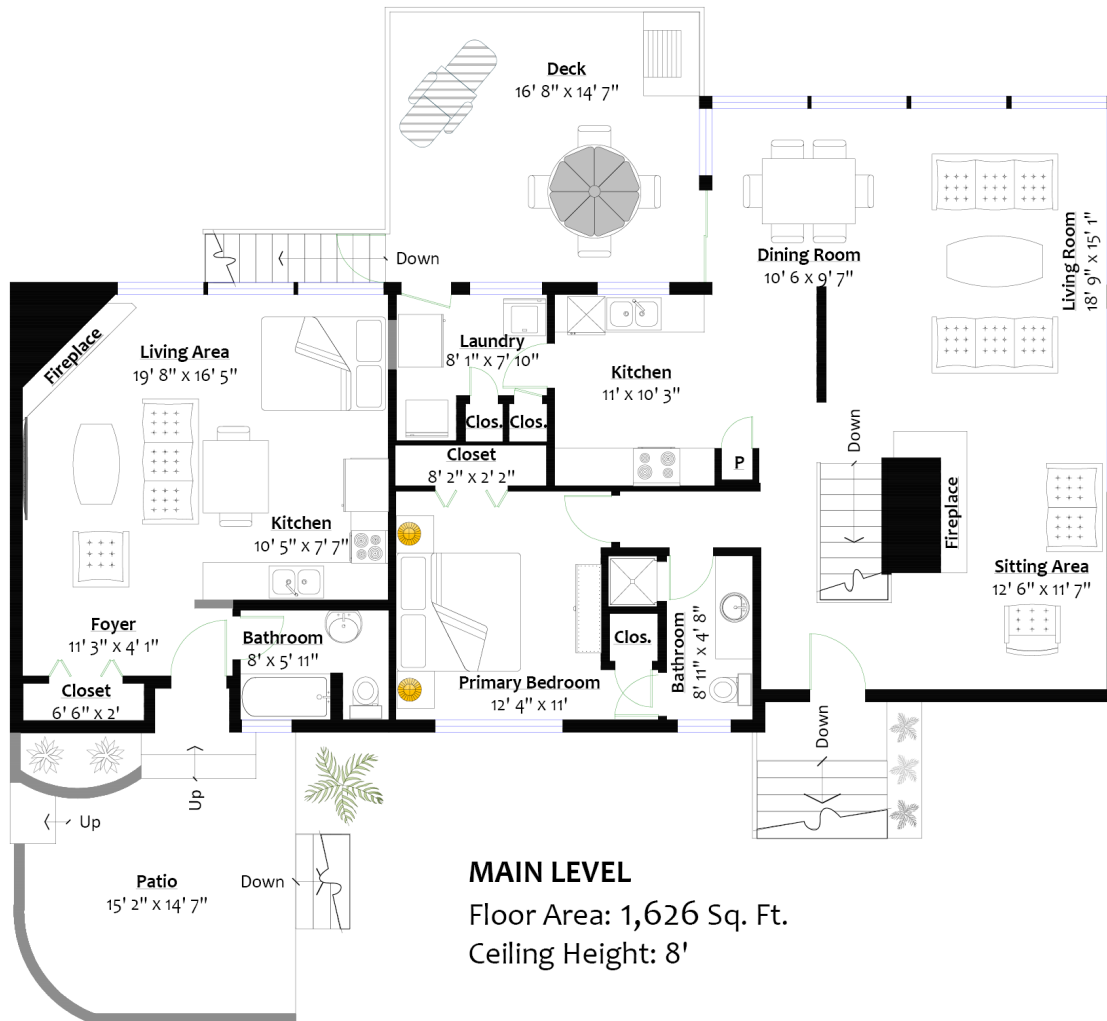 Deck
16' 8" x 14' 7"
Down
Dining Room
10' 6 x 9' 7"
Living Room
18' 9" x 15' 1"
Fireplace
Living Area
19' 8" x 16' 5"
Laundry
8' 1" x 7' 10"
Kitchen
11' x 10' 3"
Clos.
Clos.
Closet
8' 2" x 2' 2"
P
Down
Fireplace
Kitchen
10' 5" x 7' 7"
Sitting Area
12' 6" x 11' 7"
Foyer
11' 3" x 4' 1"
Bathroom
8' x 5' 11"
Clos.
Bathroom
8' 11" x 4' 8"
Closet
6' 6" x 2'
Primary Bedroom
12' 4" x 11'
Down
Up
Up
Patio
15' 2" x 14' 7"
Down
MAIN LEVEL
Floor Area: 1,626 Sq. Ft.
Ceiling Height: 8'